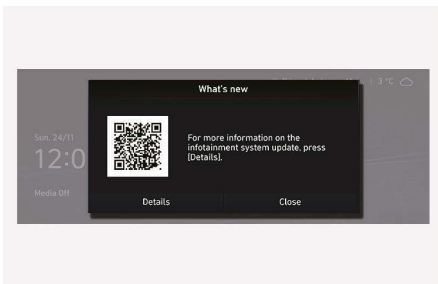 What's new
3 °C
Sun. 24/11
12:0
For more information on the
infotainment system update, press
[Details].
Media Off
Details
Close